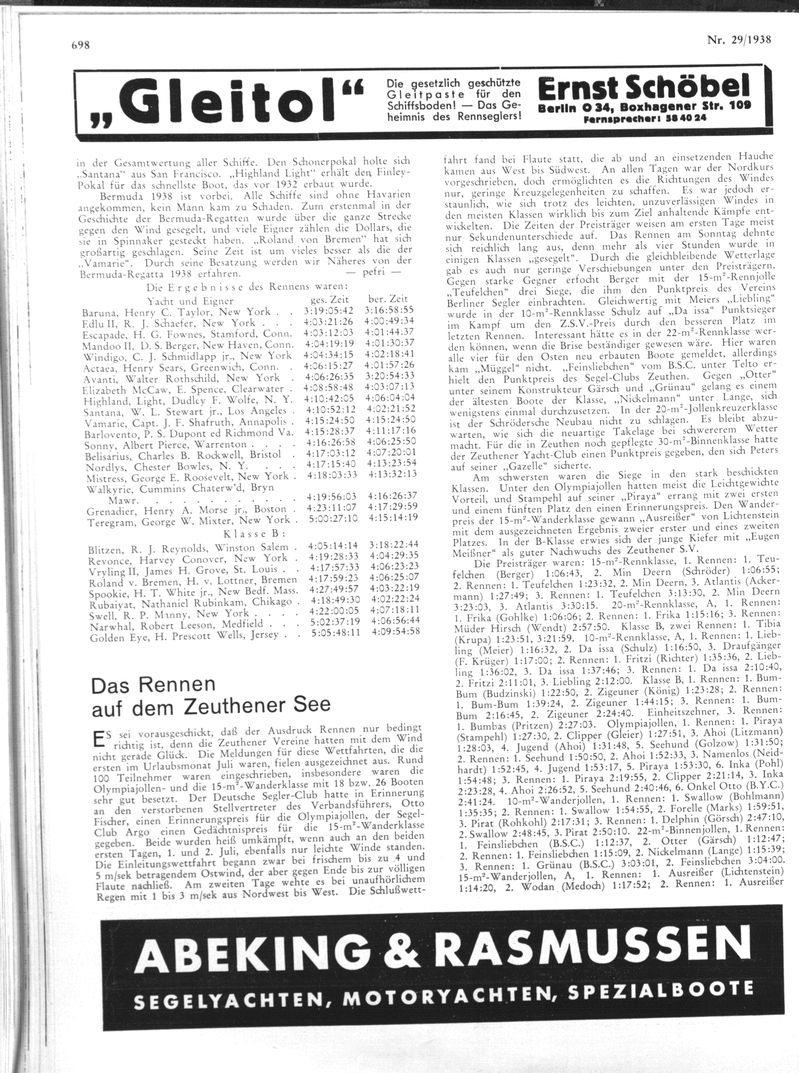 698
Nr. 29/1938
„Gleitol“
Die gesetzlich geschützte
Gleitpaste für den
Schiffsboden! — Das Ge-
heimnis des Rennseglers!
Ernst Schöbel
Berlin O 34, Boxhagener Str. 109
Fernsprecher: 58 40 24
in der Gesamtwertung aller Schiffe. Den Schonerpokal holte sich
„Santana“ aus San Francisco. „Highland Light“ erhält den Finley-
Pokal für das schnellste Boot, das vor 1932 erbaut wurde.
Bermuda 1938 ist vorbei. Alle Schiffe sind ohne Havarien
angekommen, kein Mann kam zu Schaden. Zum erstenmal in der
Geschichte der Bermuda-Regatten wurde über die ganze Strecke
gegen den Wind gesegelt, und viele Eigner zählen die Dollars, die
sie in Spinnaker gesteckt haben. „Roland von Bremen“ hat sich
großartig geschlagen. Seine Zeit ist um vieles besser als die der
„Vamarie“. Durch seine Besatzung werden wir Näheres von der
Bermuda-Regatta 1938 erfahren. — pefri —
Die Ergebnisse des Rennens waren:
Yacht und Eigner ges. Zeit ber. Zeit
Baruna, Henry C. Taylor, New York . . 3:19:05:42 3:16:58:55
Edlu II, R. J. Schaefer, New York . . . 4:03:21:26 4:00:49:34
Escapade, H. G. Fownes, Stamford, Conn. 4:03:12:03 4:01:44:37
Mandoo II, D. S. Berger, New Haven, Conn. 4:04:19:19 4:01:30:37
Windigo, C. J. Schmidlapp jr., New York 4:04:34:15 4:02:18:41
Actaea, Henry Sears, Greenwich, Conn. . 4:06:15:27 4:01:57:26
Avanti, Walter Rothschild, New York . 4:06:26:35 3:20:54:33
Elizabeth McCaw, E. Spence, Clearwater . 4:08:58:48 4:03:07:13
Highland, Light, Dudley F. Wolfe, N. Y. 4:10:42:05 4:06:04:04
Santana, W. L. Stewart jr., Los Angeles . 4:10:52:12 4:02:21:52
Vamarie, Capt. J. F. Shafruth, Annapolis . 4:15:24:50 4:15:24:50
Barlovento, P. S. Dupont ed Richmond Va. 4:15:28:37 4:11:17:16
Sonny, Albert Pierce, Warrenton . . . . 4:16:26:58 4:06:25:50
Belisarius, Charles B. Rockwell, Bristol . 4:17:03:12 4:07:20:01
Nordlys, Chester Bowles, N. Y. . . . . 4:17:15:40 4:13:23:54
Mistress, George E. Roosevelt, New York . 4:18:03:33 4:13:32:13
Walkyrie, Cummins Chaterw'd, Bryn
Mawr. . . . . . . . . . . . 4:19:56:03 4:16:26:37
Grenadier, Henry A. Morse jr., Boston . 4:23:11:07 4:17:29:59
Teregram, George W. Mixter, New York . 5:00:27:10 4:15:14:19
Klasse B:
Blitzen, R. J. Reynolds, Winston Salem . 4:05:14:14 3:18:22:44
Revonce, Harvey Conover, New York . . 4:19:28:33 4:04:29:35
Vryling II, James H. Grove, St. Louis . . 4:17:57:33 4:06:23:23
Roland v. Bremen, H. v. Lottner, Bremen 4:17:59:23 4:06:25:07
Spookie, H. T. White jr., New Bedf. Mass. 4:27:49:57 4:03:22:19
Rubaiyat, Nathaniel Rubinkam, Chikago . 4:18:49:30 4:02:22:24
Swell, R. P. Minny, New York . . . . 4:22:00:05 4:07:18:11
Narwhal, Robert Leeson, Medfield . . . 5:02:37:19 4:06:56:44
Golden Eye, H. Prescott Wells, Jersey . . 5:05:48:11 4:09:54:58
Das Rennen
auf dem Zeuthener See
ES sei vorausgeschickt, daß der Ausdruck Rennen nur bedingt
richtig ist, denn die Zeuthener Vereine hatten mit dem Wind
nicht gerade Glück. Die Meldungen für diese Wettfahrten, die die
ersten im Urlaubsmonat Juli waren, fielen ausgezeichnet aus. Rund
100 Teilnehmer waren eingeschrieben, insbesondere waren die
Olympiajollen- und die 15-m²-Wanderklasse mit 18 bzw. 26 Booten
sehr gut besetzt. Der Deutsche Segler-Club hatte in Erinnerung
an den verstorbenen Stellvertreter des Verbandsführers, Otto
Fischer, einen Erinnerungspreis für die Olympiajollen, der Segel-
Club Argo einen Gedächtnispreis für die 15-m²-Wanderklasse
gegeben. Beide wurden heiß umkämpft, wenn auch an den beiden
ersten Tagen, 1. und 2. Juli, ebenfalls nur leichte Winde standen.
Die Einleitungswettfahrt begann zwar bei frischem bis zu 4 und
5 m/sek betragendem Ostwind, der aber gegen Ende bis zur völligen
Flaute nachließ. Am zweiten Tage wehte es bei unaufhörlichem
Regen mit 1 bis 3 m/sek aus Nordwest bis West. Die Schlußwett-
fahrt fand bei Flaute statt, die ab und an einsetzenden Hauche
kamen aus West bis Südwest. An allen Tagen war der Nordkurs
vorgeschrieben, doch ermöglichten es die Richtungen des Windes
nur, geringe Kreuzgelegenheiten zu schaffen. Es war jedoch er-
staunlich, wie sich trotz des leichten, unzuverlässigen Windes in
den meisten Klassen wirklich bis zum Ziel anhaltende Kämpfe ent-
wickelten. Die Zeiten der Preisträger weisen am ersten Tage meist
nur Sekundenunterschiede auf. Das Rennen am Sonntag dehnte
sich reichlich lang aus, denn mehr als vier Stunden wurde in
einigen Klassen „gesegelt“. Durch die gleichbleibende Wetterlage
gab es auch nur geringe Verschiebungen unter den Preisträgern.
Gegen starke Gegner erfocht Berger mit der 15-m²-Rennjolle
„Teufelchen“ drei Siege, die ihm den Punktpreis des Vereins
Berliner Segler einbrachten. Gleichwertig mit Meiers „Liebling“
wurde in der 10-m²-Rennklasse Schulz auf „Da issa“ Punktsieger
im Kampf um den Z.S.V.-Preis durch den besseren Platz im
letzten Rennen. Interessant hätte es in der 22-m²-Rennklasse wer-
den können, wenn die Brise beständiger gewesen wäre. Hier waren
alle vier für den Osten neu erbauten Boote gemeldet, allerdings
kam „Müggel“ nicht. „Feinsliebchen“ vom B.S.C. unter Telto er-
hielt den Punktpreis des Segel-Clubs Zeuthen. Gegen „Otter“
unter seinem Konstrukteur Gärsch und „Grünau“ gelang es einem
der ältesten Boote der Klasse, „Nickelmann“ unter Lange, sich
wenigstens einmal durchzusetzen. In der 20-m²-Jollenkreuzerklasse
ist der Schrödersche Neubau nicht zu schlagen. Es bleibt abzu-
warten, wie sich die neuartige Takelage bei schwererem Wetter
macht. Für die in Zeuthen noch gepflegte 30-m²-Binnenklasse hatte
der Zeuthener Yacht-Club einen Punktpreis gegeben, den sich Peters
auf seiner „Gazelle“ sicherte.
Am schwersten waren die Siege in den stark beschickten
Klassen. Unter den Olympiajollen hatten meist die Leichtgewichte
Vorteil, und Stampehl auf seiner „Piraya“ errang mit zwei ersten
und einem fünften Platz den einen Erinnerungspreis. Den Wander-
preis der 15-m²-Wanderklasse gewann „Ausreißer“ von Lichtenstein
mit dem ausgezeichneten Ergebnis zweier erster und eines zweiten
Platzes. In der B-Klasse erwies sich der junge Kiefer mit „Eugen
Meißner“ als guter Nachwuchs des Zeuthener S.V.
Die Preisträger waren: 15-m²-Rennklasse, 1. Rennen: 1. Teu-
felchen (Berger) 1:06:43, 2. Min Deern (Schröder) 1:06:55;
2. Rennen: 1. Teufelchen 1:23:32, 2. Min Deern, 3. Atlantis (Acker-
mann) 1:27:49; 3. Rennen: 1. Teufelchen 3:13:30, 2. Min Deern
3:23:03, 3. Atlantis 3:30:15. 20-m²-Rennklasse, A, 1. Rennen:
1. Frika (Gohlke) 1:06:06; 2. Rennen: 1. Frika 1:15:16; 3. Rennen:
Müder Hirsch (Wendt) 2:57:50. Klasse B, zwei Rennen: 1. Tibia
(Krupa) 1:23:51, 3:21:59. 10-m²-Rennklasse, A, 1. Rennen: 1. Lieb-
ling (Meier) 1:16:32, 2. Da issa (Schulz) 1:16:50, 3. Draufgänger
(F. Krüger) 1:17:00; 2. Rennen: 1. Fritzi (Richter) 1:35:36, 2. Lieb-
ling 1:36:02, 3. Da issa 1:37:46; 3. Rennen: 1. Da issa 2:10:40,
2. Fritzi 2:11:01, 3. Liebling 2:12:00. Klasse B, 1. Rennen: 1. Bum-
Bum (Budzinski) 1:22:50, 2. Zigeuner (König) 1:23:28; 2. Rennen:
1. Bum-Bum 1:39:24, 2. Zigeuner 1:44:15; 3. Rennen: 1. Bum-
Bum 2:16:45, 2. Zigeuner 2:24:40. Einheitszehner, 3. Rennen:
1. Bumbas (Pritzen) 2:27:03. Olympiajollen, 1. Rennen: 1. Piraya
(Stampehl) 1:27:30, 2. Clipper (Gleier) 1:27:51, 3. Ahoi (Litzmann)
1:28:03, 4. Jugend (Ahoi) 1:31:48, 5. Seehund (Golzow) 1:31:50;
2. Rennen: 1. Seehund 1:50:50, 2. Ahoi 1:52:33, 3. Namenlos (Neid-
hardt) 1:52:45, 4. Jugend 1:53:17, 5. Piraya 1:53:30, 6. Inka (Pohl)
1:54:48; 3. Rennen: 1. Piraya 2:19:55, 2. Clipper 2:21:14, 3. Inka
2:23:28, 4. Ahoi 2:26:52, 5. Seehund 2:40:46, 6. Onkel Otto (B.Y.C.)
2:41:24. 10-m²-Wanderjollen, 1. Rennen: 1. Swallow (Bohlmann)
1:35:35; 2. Rennen: 1. Swallow 1:54:55, 2. Forelle (Marks) 1:59:51,
3. Pirat (Rohkohl) 2:17:31; 3. Rennen: 1. Delphin (Görsch) 2:47:10,
2. Swallow 2:48:45, 3. Pirat 2:50:10. 22-m²-Binnenjollen, 1. Rennen:
1. Feinsliebchen (B.S.C.) 1:12:37, 2. Otter (Gärsch) 1:12:47;
2. Rennen: 1. Feinsliebchen 1:15:09, 2. Nickelmann (Lange) 1:15:39;
3. Rennen: 1. Grünau (B.S.C.) 3:03:01, 2. Feinsliebchen 3:04:00.
15-m²-Wanderjollen, A, 1. Rennen: 1. Ausreißer (Lichtenstein)
1:14:20, 2. Wodan (Medoch) 1:17:52; 2. Rennen: 1. Ausreißer
ABEKING & RASMUSSEN
SEGELYACHTEN, MOTORYACHTEN, SPEZIALBOOTE